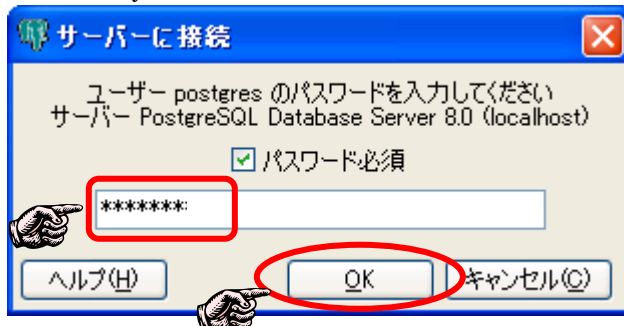 サーバーに接続
ユーザー postgres のパスワードを入力してください
サーバー PostgreSQL Database Server 8.0 (localhost)
パスワード必須
*******
ヘルプ(H)
OK
キャンセル(C)